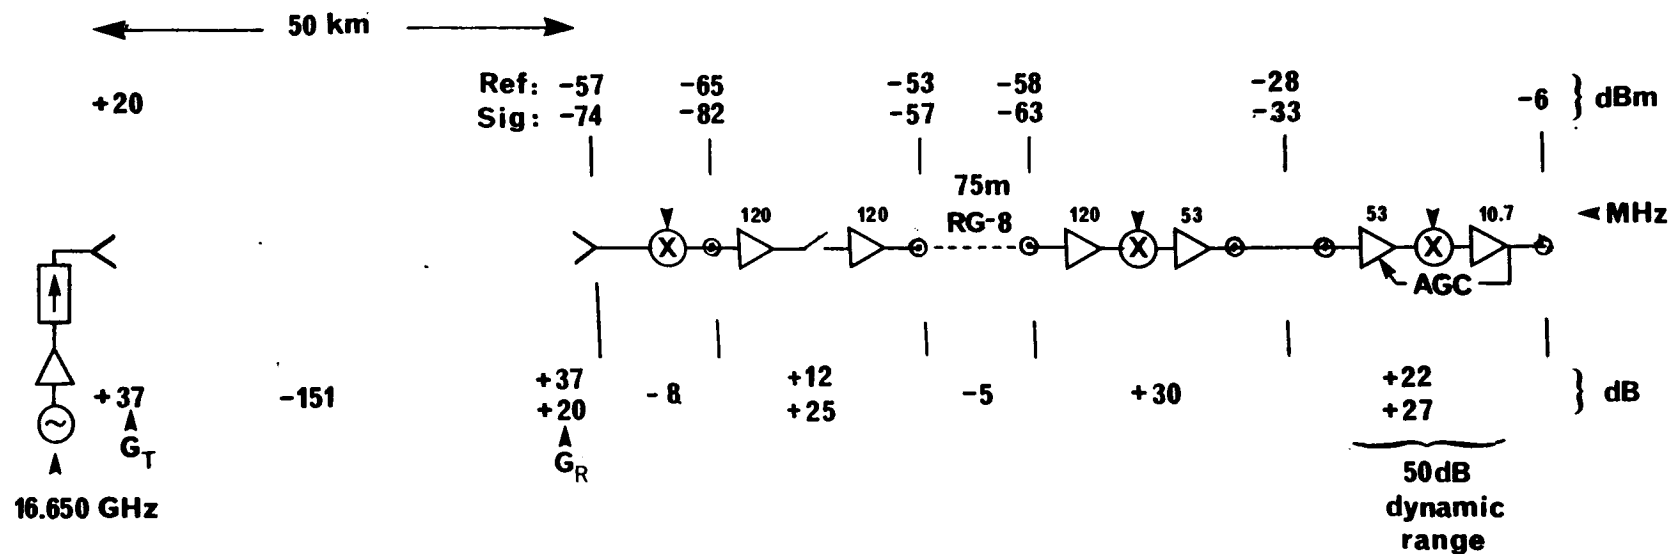 50 km
+20
Ref: -57 -65 -53 -58 -28
Sig: -74 -82 -57 -63 -33
-6 } dBm
75m
RG-8
120 120 120 53 53 10.7
MHz
X X X
AGC
+37 -151 +37 -8 +12 -5 +30 +22 } dB
+20 +25 +27
G_T
G_R
16.650 GHz
50dB
dynamic
range